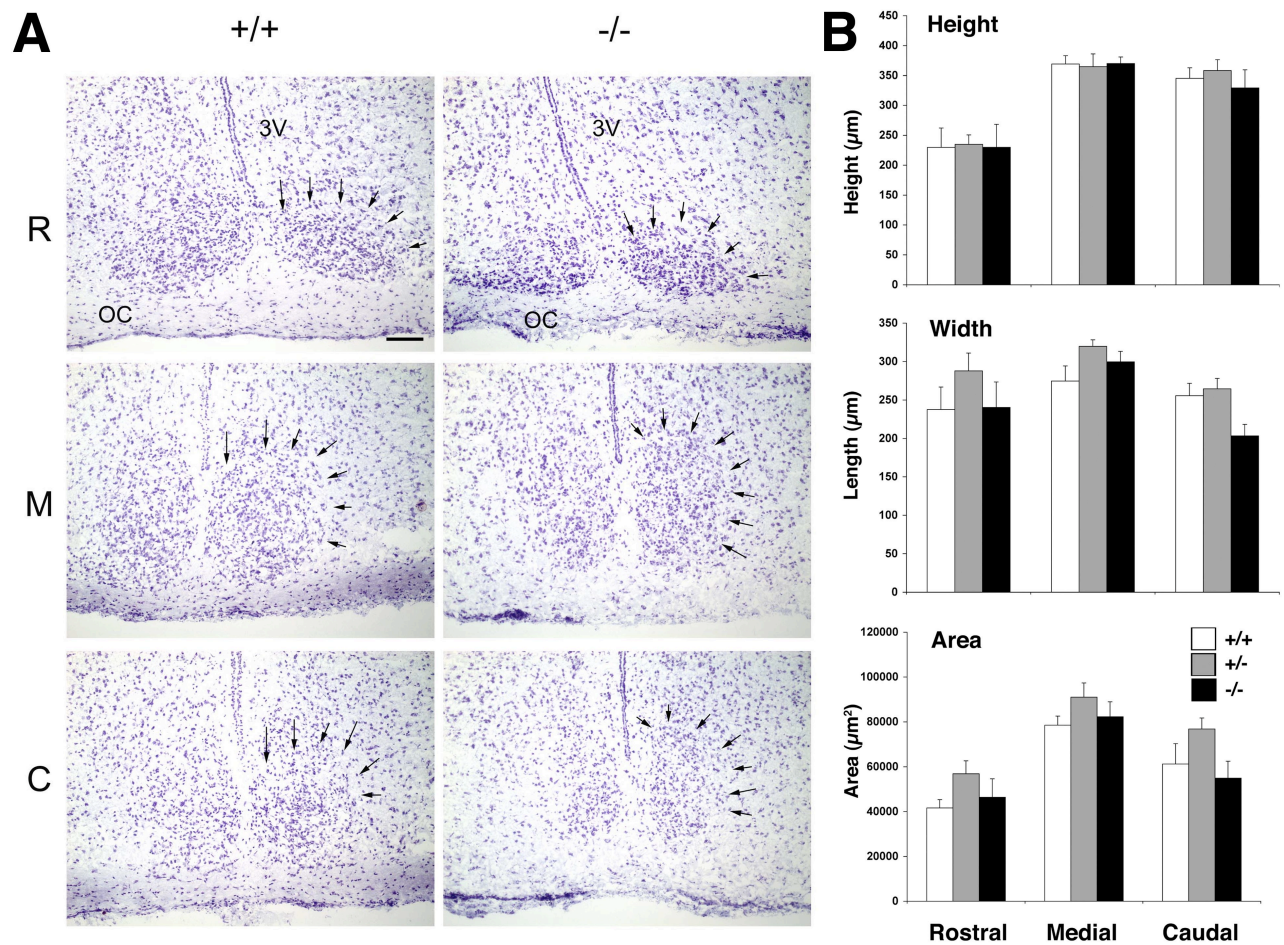 A
+/+
-/-
R
3V
OC
3V
OC
M
C
B
Height
Height (µm)
450
400
350
300
250
200
150
100
50
0
Width
Length (µm)
350
300
250
200
150
100
50
0
Area
Area (µm²)
120000
100000
80000
60000
40000
20000
0
+/+
+/-
-/-
Rostral Medial Caudal